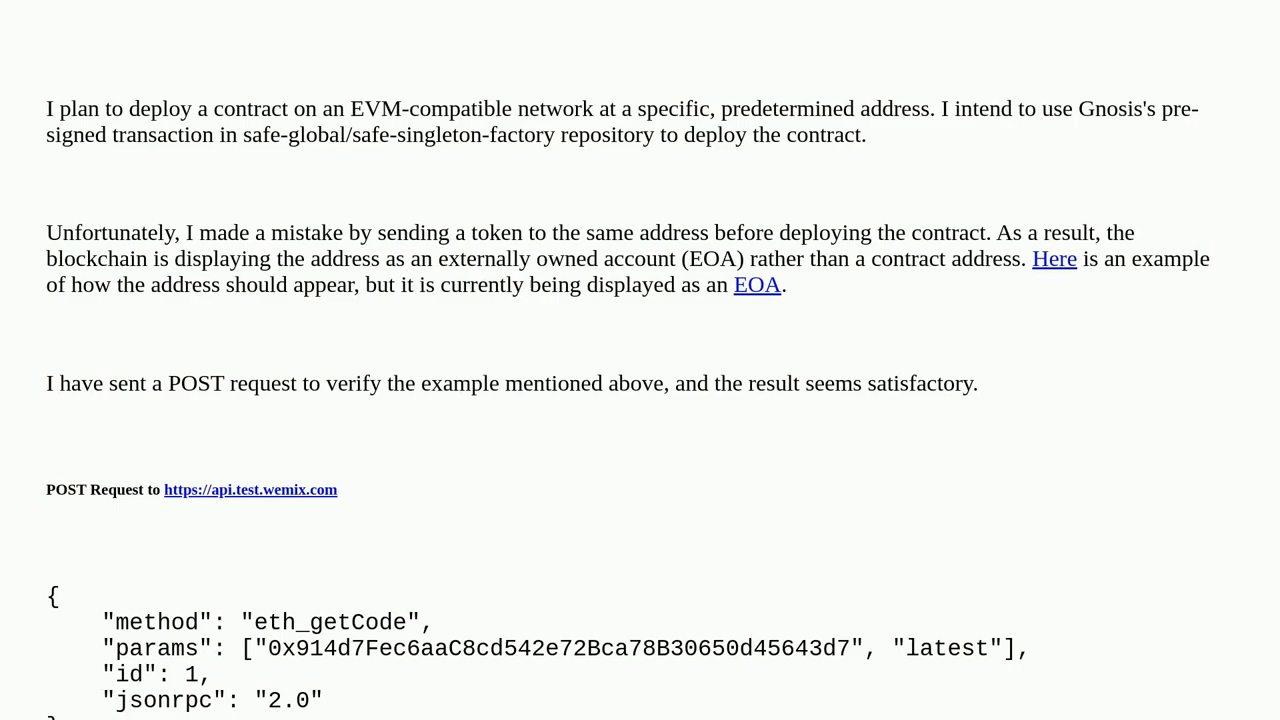 I plan to deploy a contract on an EVM-compatible network at a specific, predetermined address. I intend to use Gnosis's pre-
signed transaction in safe-global/safe-singleton-factory repository to deploy the contract.
Unfortunately, I made a mistake by sending a token to the same address before deploying the contract. As a result, the
blockchain is displaying the address as an externally owned account (EOA) rather than a contract address. Here is an example
of how the address should appear, but it is currently being displayed as an EOA.
I have sent a POST request to verify the example mentioned above, and the result seems satisfactory.
POST Request to https://api.test.wemix.com
{
    "method": "eth_getCode",
    "params": ["0x914d7Fec6aaC8cd542e72Bca78B30650d45643d7", "latest"],
    "id": 1,
    "jsonrpc": "2.0"
}